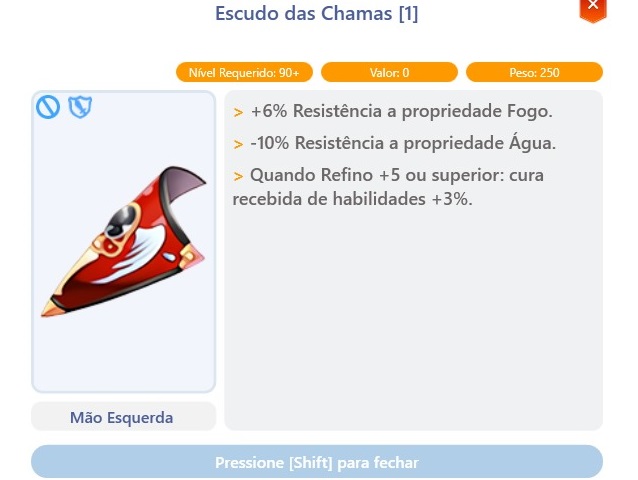 Escudo das Chamas [1]
Nível Requerido: 90+
Valor: 0
Peso: 250
> +6% Resistência a propriedade Fogo.
> -10% Resistência a propriedade Água.
> Quando Refino +5 ou superior: cura
recebida de habilidades +3%.
Mão Esquerda
Pressione [Shift] para fechar